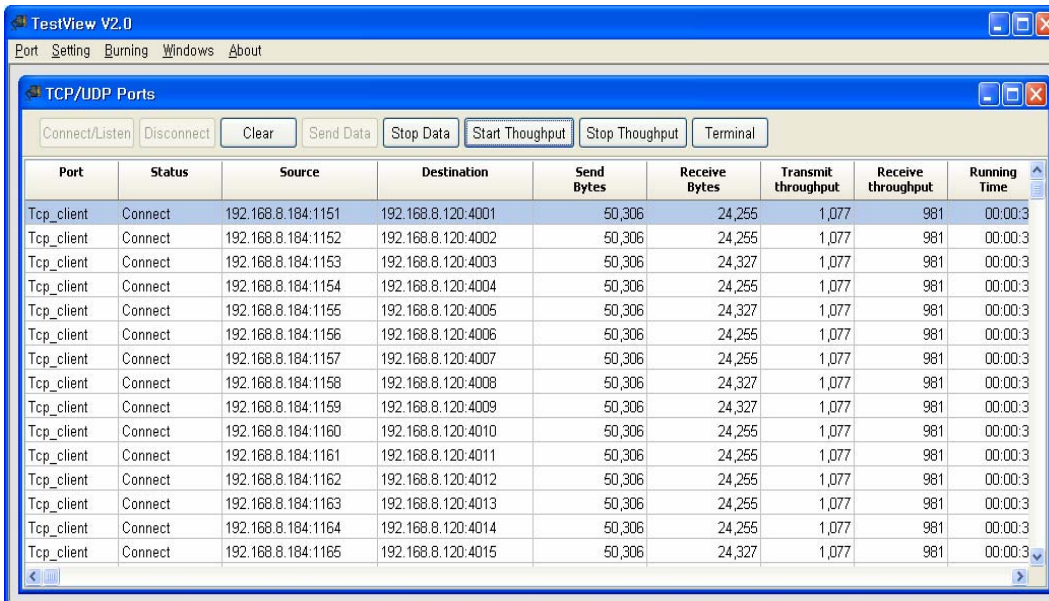 TestView V2.0
Port Setting Burning Windows About
TCP/UDP Ports
Connect/Listen Disconnect Clear Send Data Stop Data Start Thoughput Stop Thoughput Terminal
Port Status Source Destination Send Bytes Receive Bytes Transmit throughput Receive throughput Running Time
Tcp_client Connect 192.168.8.184:1151 192.168.8.120:4001 50,306 24,255 1,077 981 00:00:3
Tcp_client Connect 192.168.8.184:1152 192.168.8.120:4002 50,306 24,255 1,077 981 00:00:3
Tcp_client Connect 192.168.8.184:1153 192.168.8.120:4003 50,306 24,327 1,077 981 00:00:3
Tcp_client Connect 192.168.8.184:1154 192.168.8.120:4004 50,306 24,255 1,077 981 00:00:3
Tcp_client Connect 192.168.8.184:1155 192.168.8.120:4005 50,306 24,327 1,077 981 00:00:3
Tcp_client Connect 192.168.8.184:1156 192.168.8.120:4006 50,306 24,255 1,077 981 00:00:3
Tcp_client Connect 192.168.8.184:1157 192.168.8.120:4007 50,306 24,255 1,077 981 00:00:3
Tcp_client Connect 192.168.8.184:1158 192.168.8.120:4008 50,306 24,327 1,077 981 00:00:3
Tcp_client Connect 192.168.8.184:1159 192.168.8.120:4009 50,306 24,327 1,077 981 00:00:3
Tcp_client Connect 192.168.8.184:1160 192.168.8.120:4010 50,306 24,255 1,077 981 00:00:3
Tcp_client Connect 192.168.8.184:1161 192.168.8.120:4011 50,306 24,255 1,077 981 00:00:3
Tcp_client Connect 192.168.8.184:1162 192.168.8.120:4012 50,306 24,255 1,077 981 00:00:3
Tcp_client Connect 192.168.8.184:1163 192.168.8.120:4013 50,306 24,255 1,077 981 00:00:3
Tcp_client Connect 192.168.8.184:1164 192.168.8.120:4014 50,306 24,255 1,077 981 00:00:3
Tcp_client Connect 192.168.8.184:1165 192.168.8.120:4015 50,306 24,327 1,077 981 00:00:3